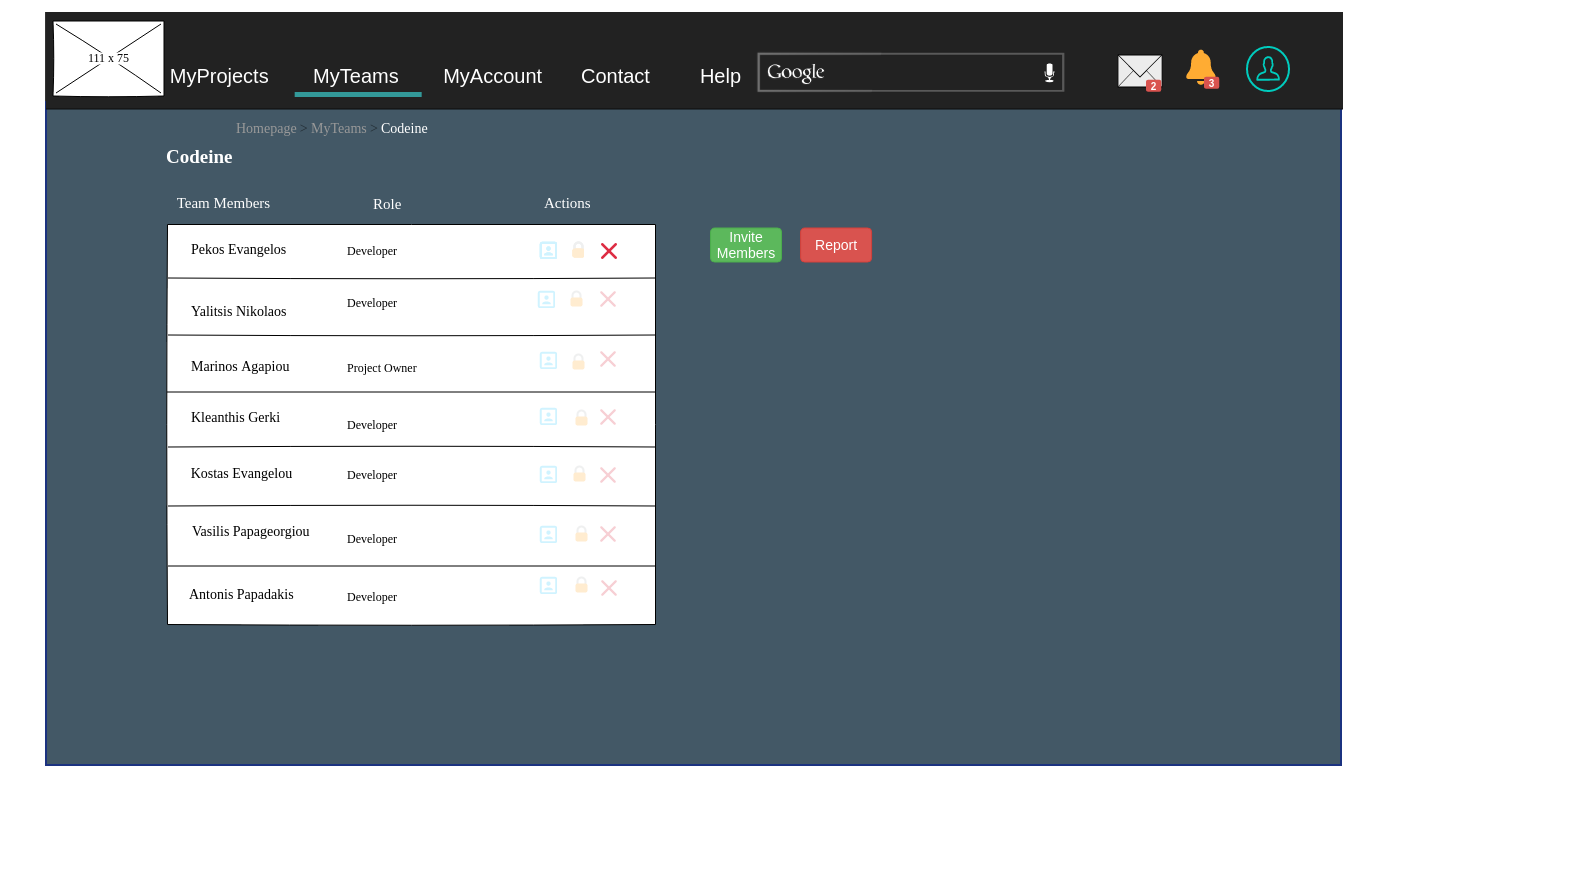 111 x 75
MyProjects MyTeams MyAccount Contact Help Google
2
3
Homepage > MyTeams > Codeine
Codeine
Team Members Role Actions
Pekos Evangelos Developer
Invite
Members
Report
Yalitsis Nikolaos Developer
Marinos Agapiou Project Owner
Kleanthis Gerki Developer
Kostas Evangelou Developer
Vasilis Papageorgiou Developer
Antonis Papadakis Developer